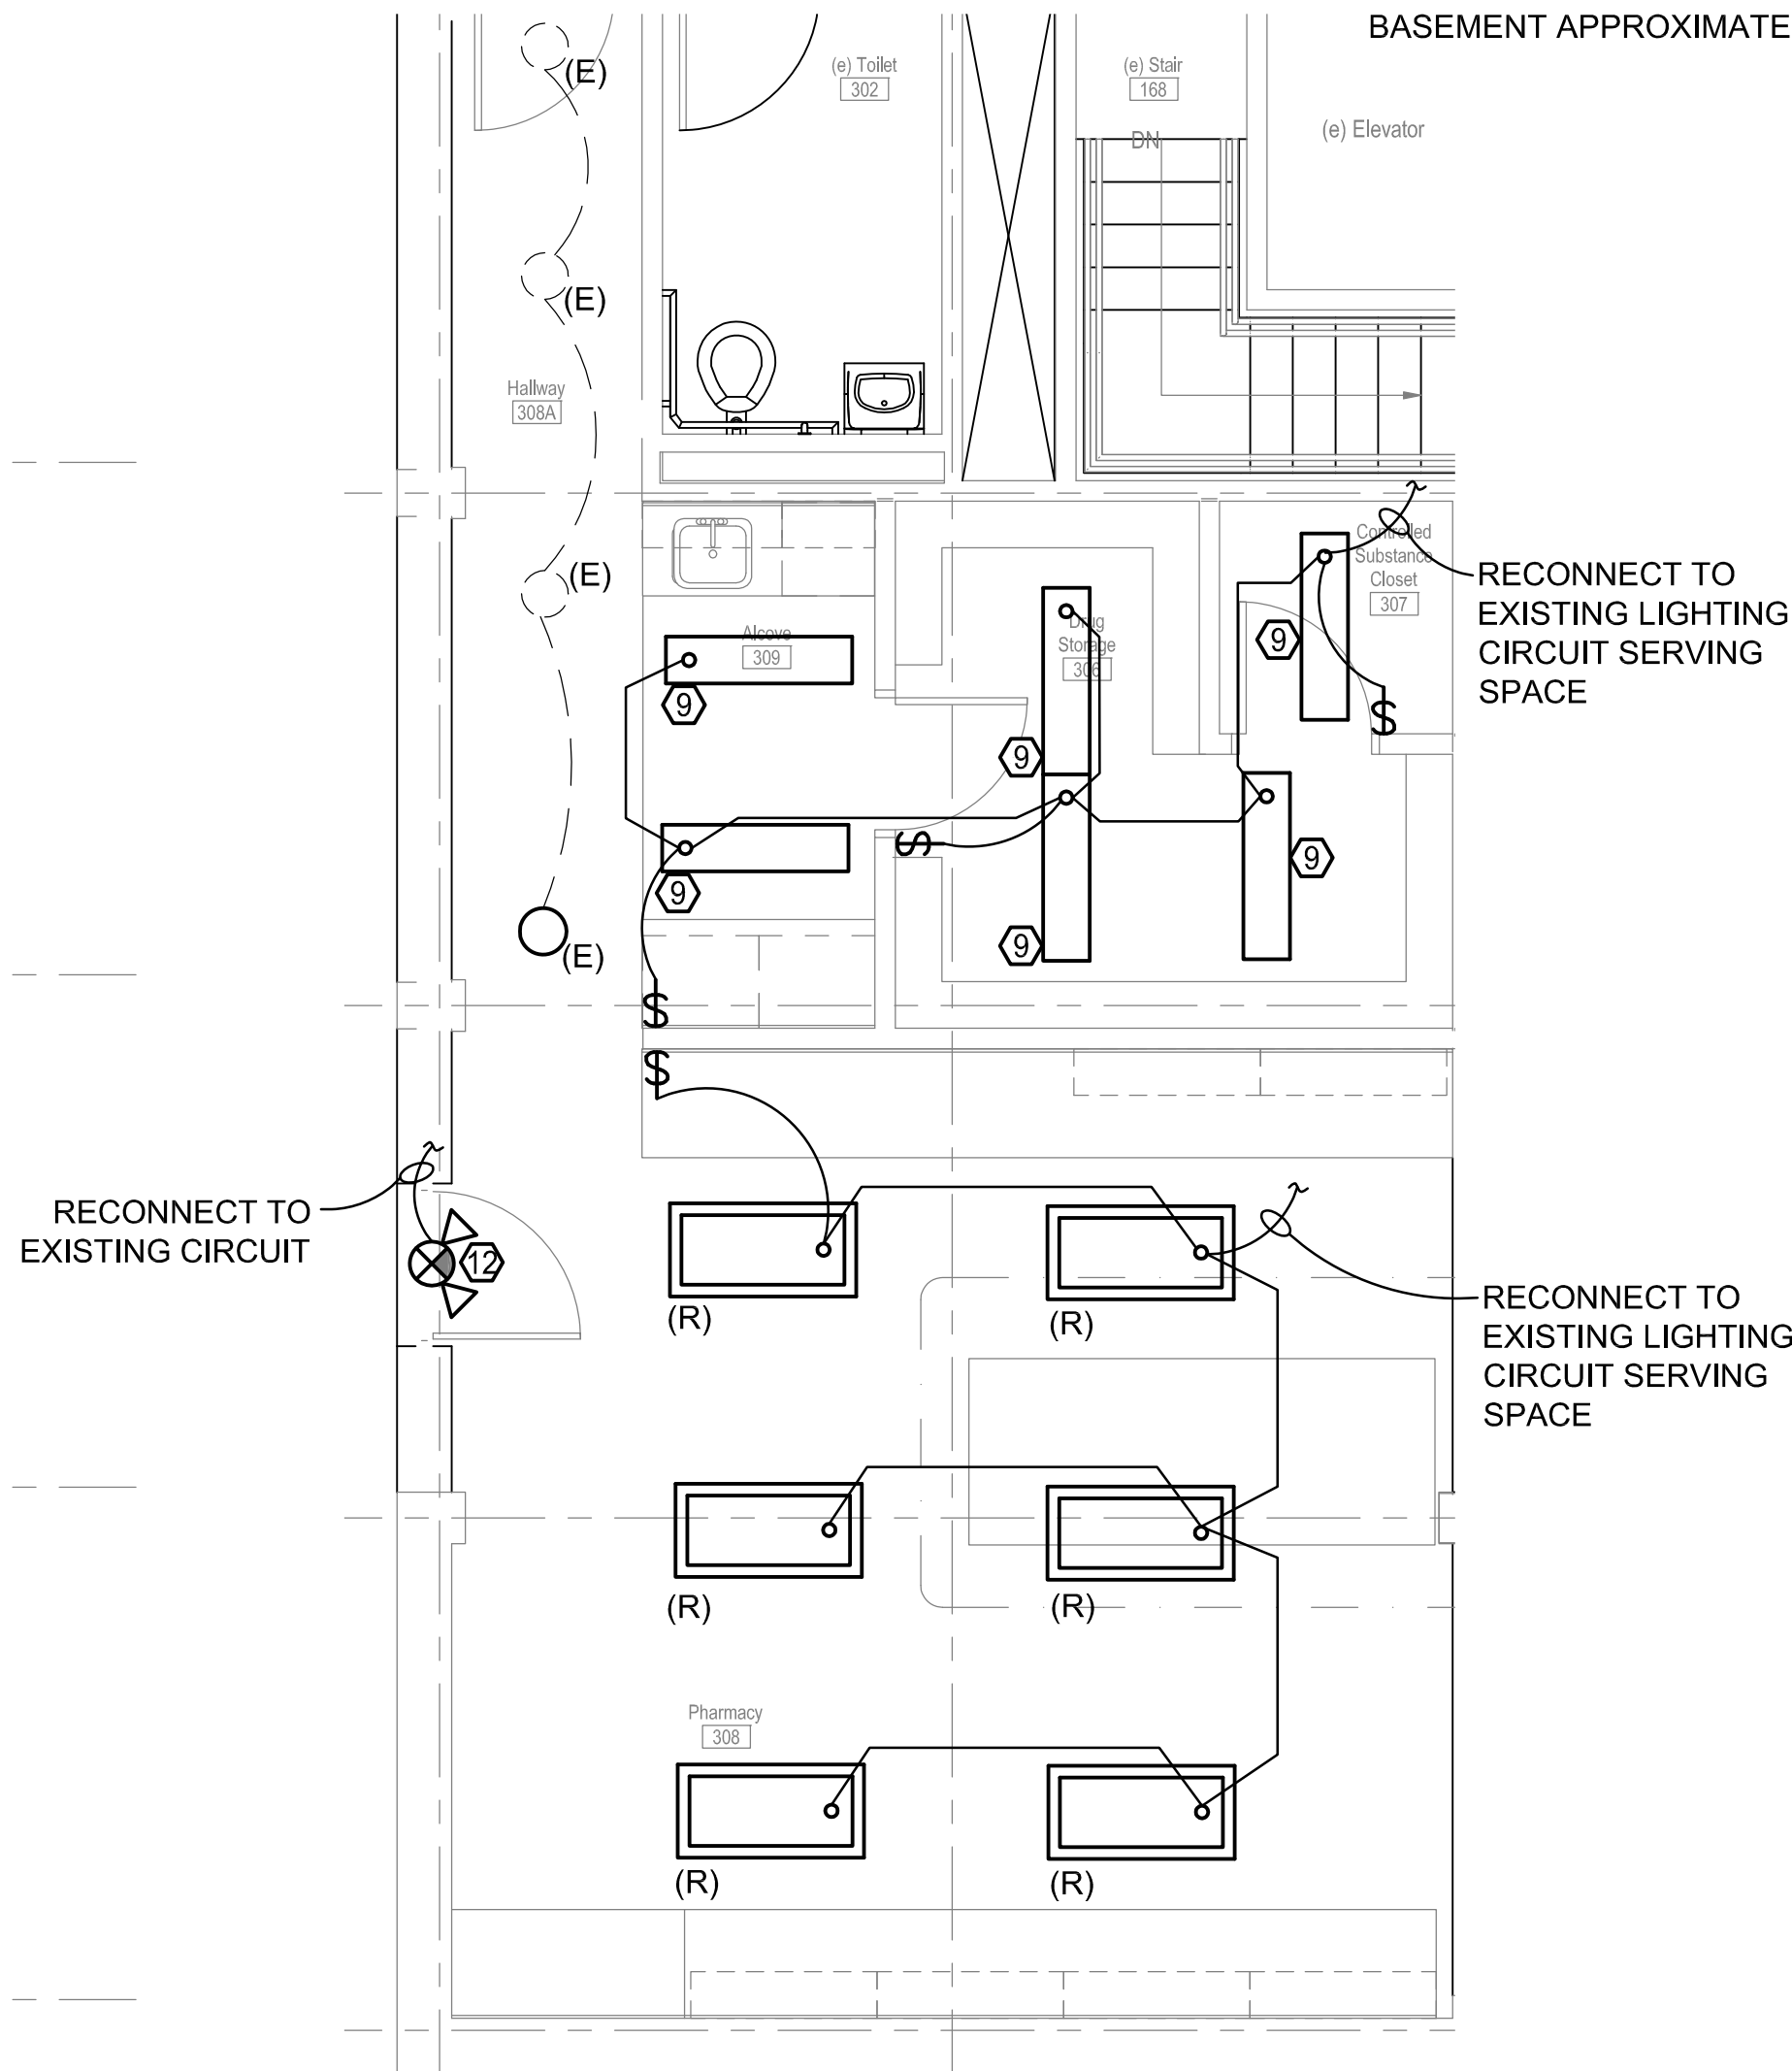 BASEMENT APPROXIMATE
(E)
(e) Toilet
302
(e) Stair
168
DN
(e) Elevator
(E)
Hallway
308A
(E)
Controlled
Substance
Closet
307
RECONNECT TO
EXISTING LIGHTING
CIRCUIT SERVING
SPACE
Alcove
309
Drug
Storage
306
9
9
9
$
$
9
9
9
(E)
$
$
RECONNECT TO
EXISTING CIRCUIT
12
(R)
(R)
RECONNECT TO
EXISTING LIGHTING
CIRCUIT SERVING
SPACE
(R)
(R)
Pharmacy
308
(R)
(R)